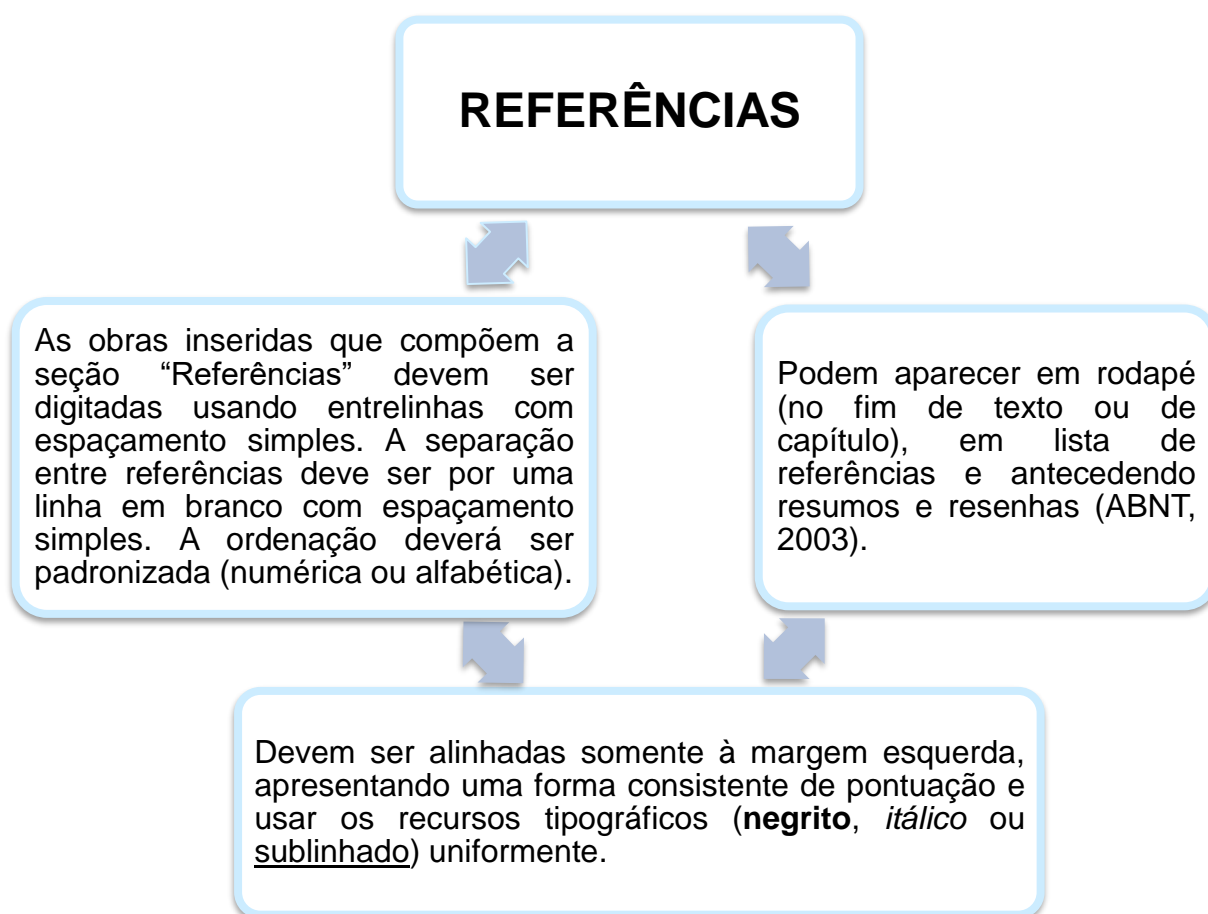 REFERÊNCIAS
As obras inseridas que compõem a
seção “Referências” devem ser
digitadas usando entrelinhas com
espaçamento simples. A separação
entre referências deve ser por uma
linha em branco com espaçamento
simples. A ordenação deverá ser
padronizada (numérica ou alfabética).
Podem aparecer em rodapé
(no fim de texto ou de
capítulo), em lista de
referências e antecedendo
resumos e resenhas (ABNT,
2003).
Devem ser alinhadas somente à margem esquerda,
apresentando uma forma consistente de pontuação e
usar os recursos tipográficos (negrito, itálico ou
sublinhado) uniformemente.